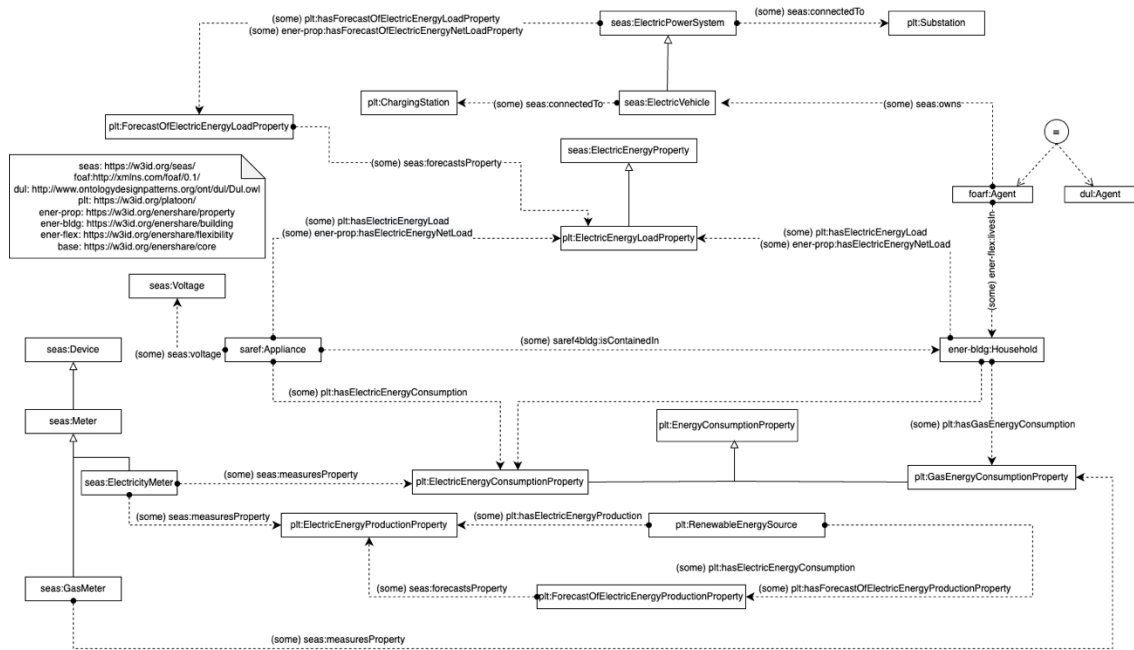 (some) plt:hasForecastOfElectricEnergyLoadProperty
(some) ener-prop:hasForecastOfElectricEnergyNetLoadProperty
seas:ElectricPowerSystem
(some) seas:connectedTo
plt:Substation
plt:ChargingStation
(some) seas:connectedTo
seas:ElectricVehicle
(some) seas:owns
plt:ForecastOfElectricEnergyLoadProperty
=
seas:ElectricEnergyProperty
(some) seas:forecastsProperty
seas: https://w3id.org/seas/
foaf:http://xmlns.com/foaf/0.1/
dul: http://www.ontologydesignpatterns.org/ont/dul/Dul.owl
plt: https://w3id.org/platoon/
ener-prop: https://w3id.org/enershare/property
ener-bldg: https://w3id.org/enershare/building
ener-flex: https://w3id.org/enershare/flexibility
base: https://w3id.org/enershare/core
foarf:Agent
dul:Agent
(some) plt:hasElectricEnergyLoad
(some) ener-prop:hasElectricEnergyNetLoad
plt:ElectricEnergyLoadProperty
(some) plt:hasElectricEnergyLoad
(some) ener-prop:hasElectricEnergyNetLoad
(some) ener-flex:livesIn
seas:Voltage
seas:Device
(some) seas:voltage
saref:Appliance
(some) saref4bldg:isContainedIn
ener-bldg:Household
(some) plt:hasElectricEnergyConsumption
seas:Meter
plt:EnergyConsumptionProperty
(some) plt:hasGasEnergyConsumption
seas:ElectricityMeter
(some) seas:measuresProperty
plt:ElectricEnergyConsumptionProperty
plt:GasEnergyConsumptionProperty
(some) seas:measuresProperty
plt:ElectricEnergyProductionProperty
(some) plt:hasElectricEnergyProduction
plt:RenewableEnergySource
(some) plt:hasElectricEnergyConsumption
seas:GasMeter
(some) seas:forecastsProperty
plt:ForecastOfElectricEnergyProductionProperty
(some) plt:hasForecastOfElectricEnergyProductionProperty
(some) seas:measuresProperty